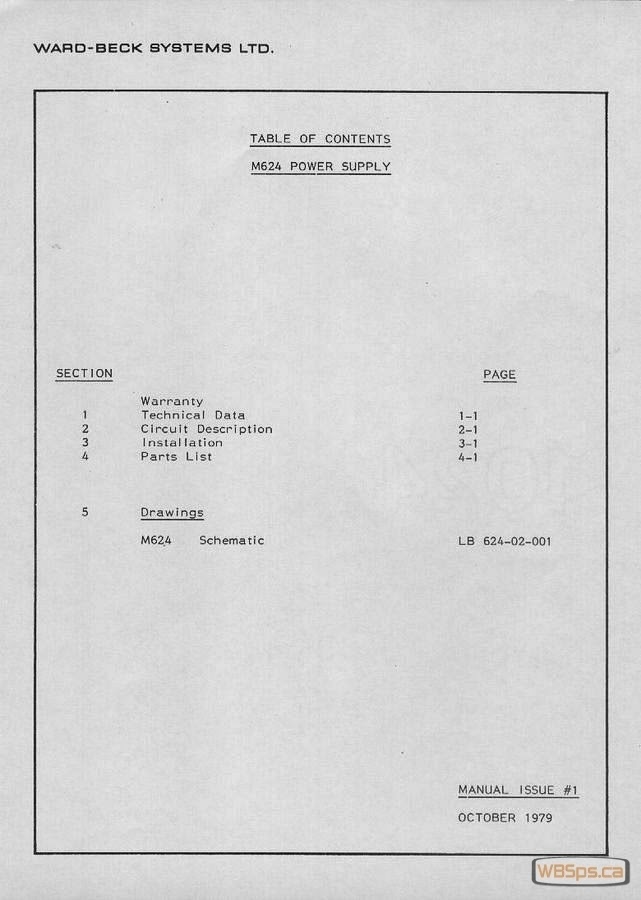 WARD-BECK SYSTEMS LTD.
TABLE OF CONTENTS
M624 POWER SUPPLY
SECTION PAGE
Warranty
1 Technical Data 1-1
2 Circuit Description 2-1
3 Installation 3-1
4 Parts List 4-1
5 Drawings
M624 Schematic LB 624-02-001
MANUAL ISSUE #1
OCTOBER 1979
WBSps.ca